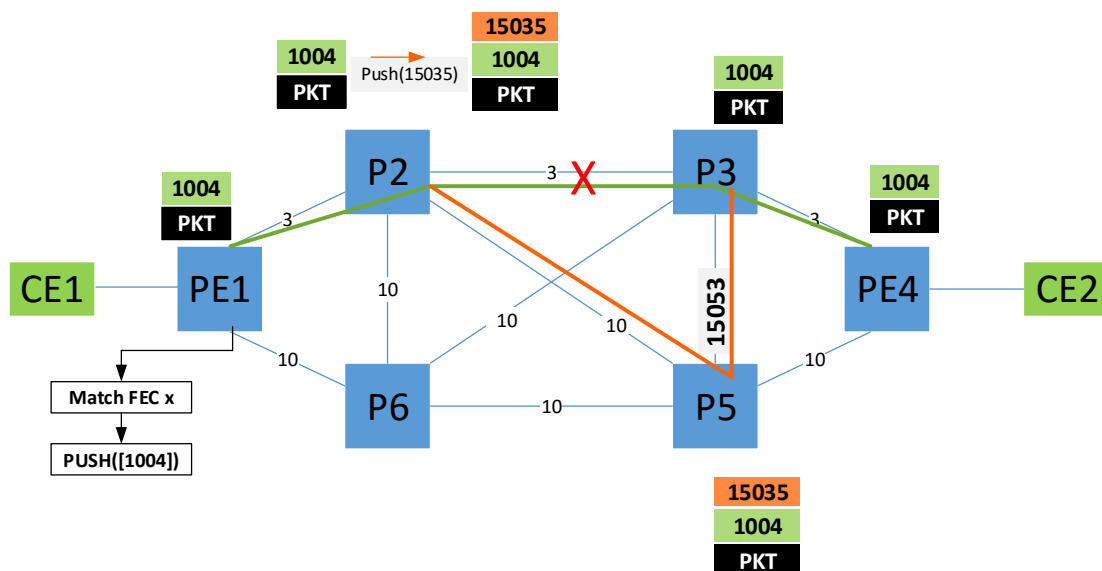 15035
1004
1004
Push(15035)
PKT
PKT
1004
PKT
P2
3
X
P3
1004
PKT
1004
PKT
3
3
CE1
PE1
10
10
10
15053
PE4
CE2
10
10
Match FEC x
P6
10
P5
PUSH([1004])
15035
1004
PKT